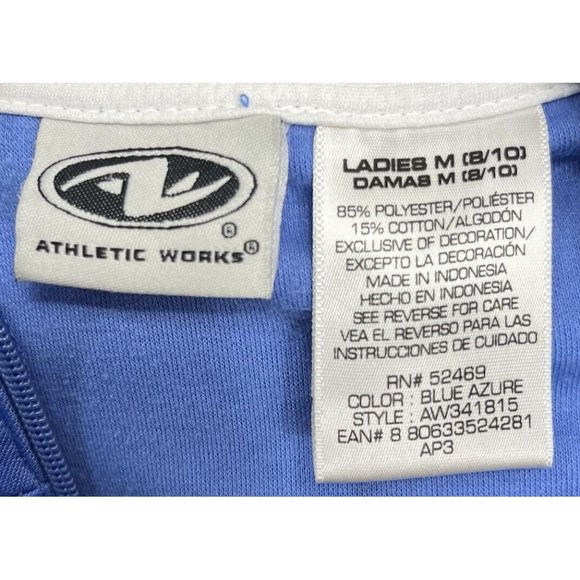 ATHLETIC WORKS®
LADIES M (8/10)
DAMAS M (8/10)
85% POLYESTER/POLIÉSTER
15% COTTON/ALGODÓN
EXCLUSIVE OF DECORATION/
EXCEPTO LA DECORACIÓN
MADE IN INDONESIA
HECHO EN INDONESIA
SEE REVERSE FOR CARE
VEA EL REVERSO PARA LAS
INSTRUCCIONES DE CUIDADO
RN# 52469
COLOR : BLUE AZURE
STYLE : AW341815
EAN# 8 80633524281
AP3